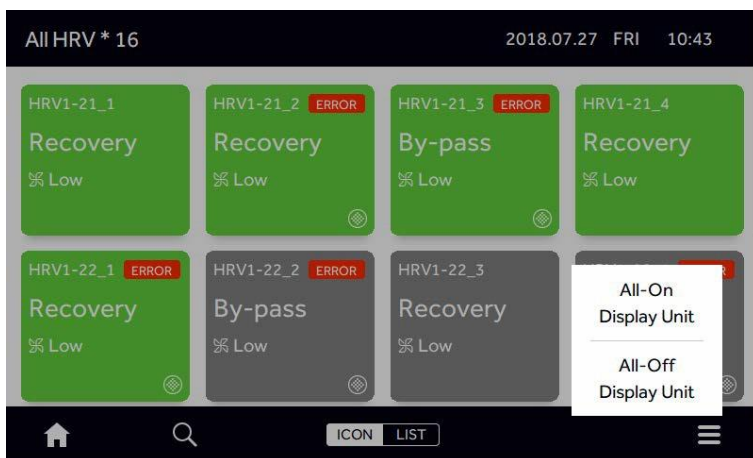 All HRV * 16
2018.07.27 FRI 10:43
HRV1-21_1
Recovery
Low
HRV1-21_2 ERROR
Recovery
Low
HRV1-21_3 ERROR
By-pass
Low
HRV1-21_4
Recovery
Low
HRV1-22_1 ERROR
Recovery
Low
HRV1-22_2 ERROR
By-pass
Low
HRV1-22_3
Recovery
Low
All-On
Display Unit
All-Off
Display Unit
ICON LIST